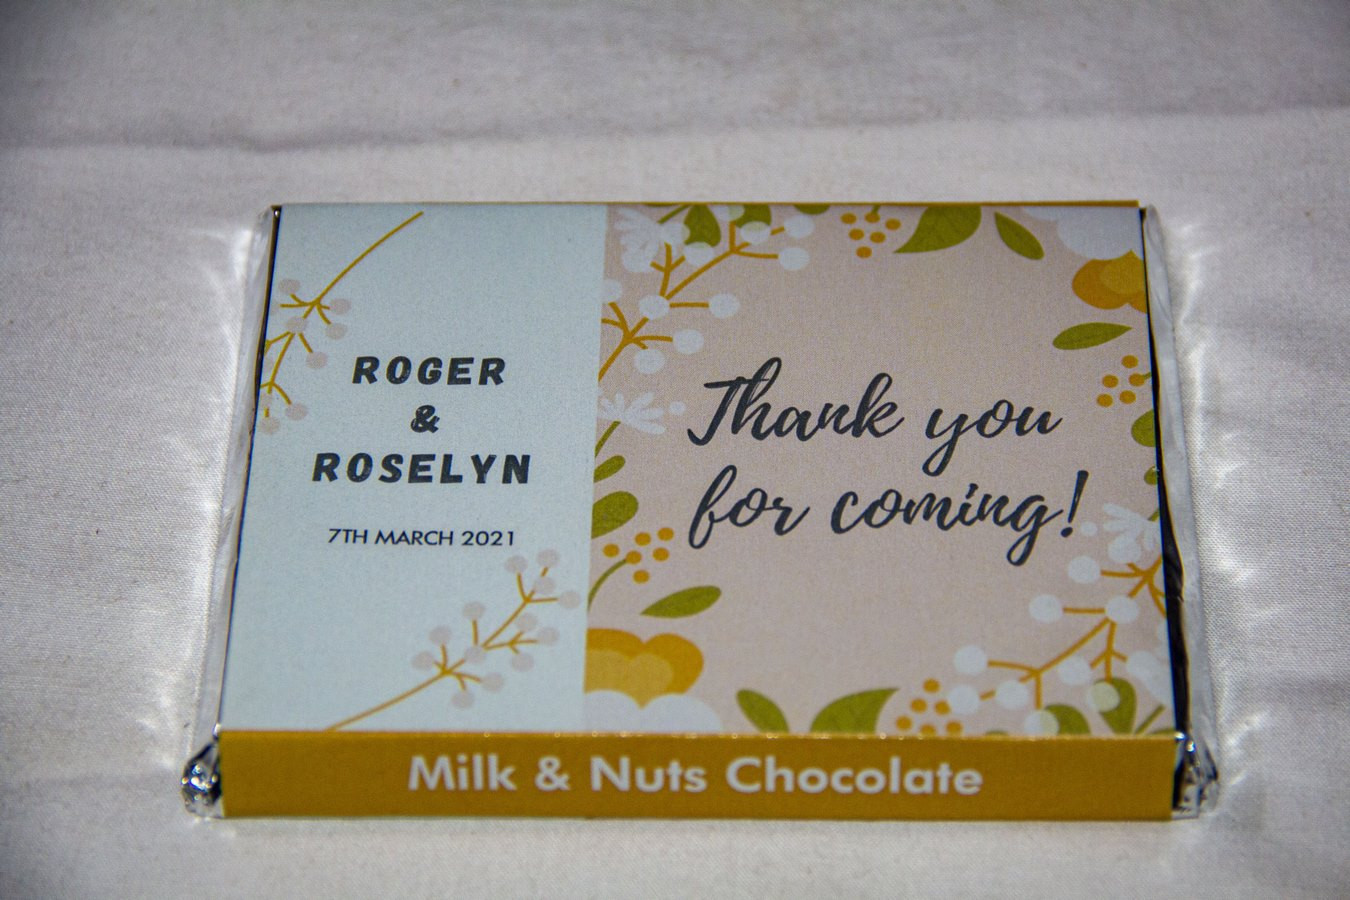 ROGER
&
ROSELYN
7TH MARCH 2021
Thank you
for coming!
Milk & Nuts Chocolate